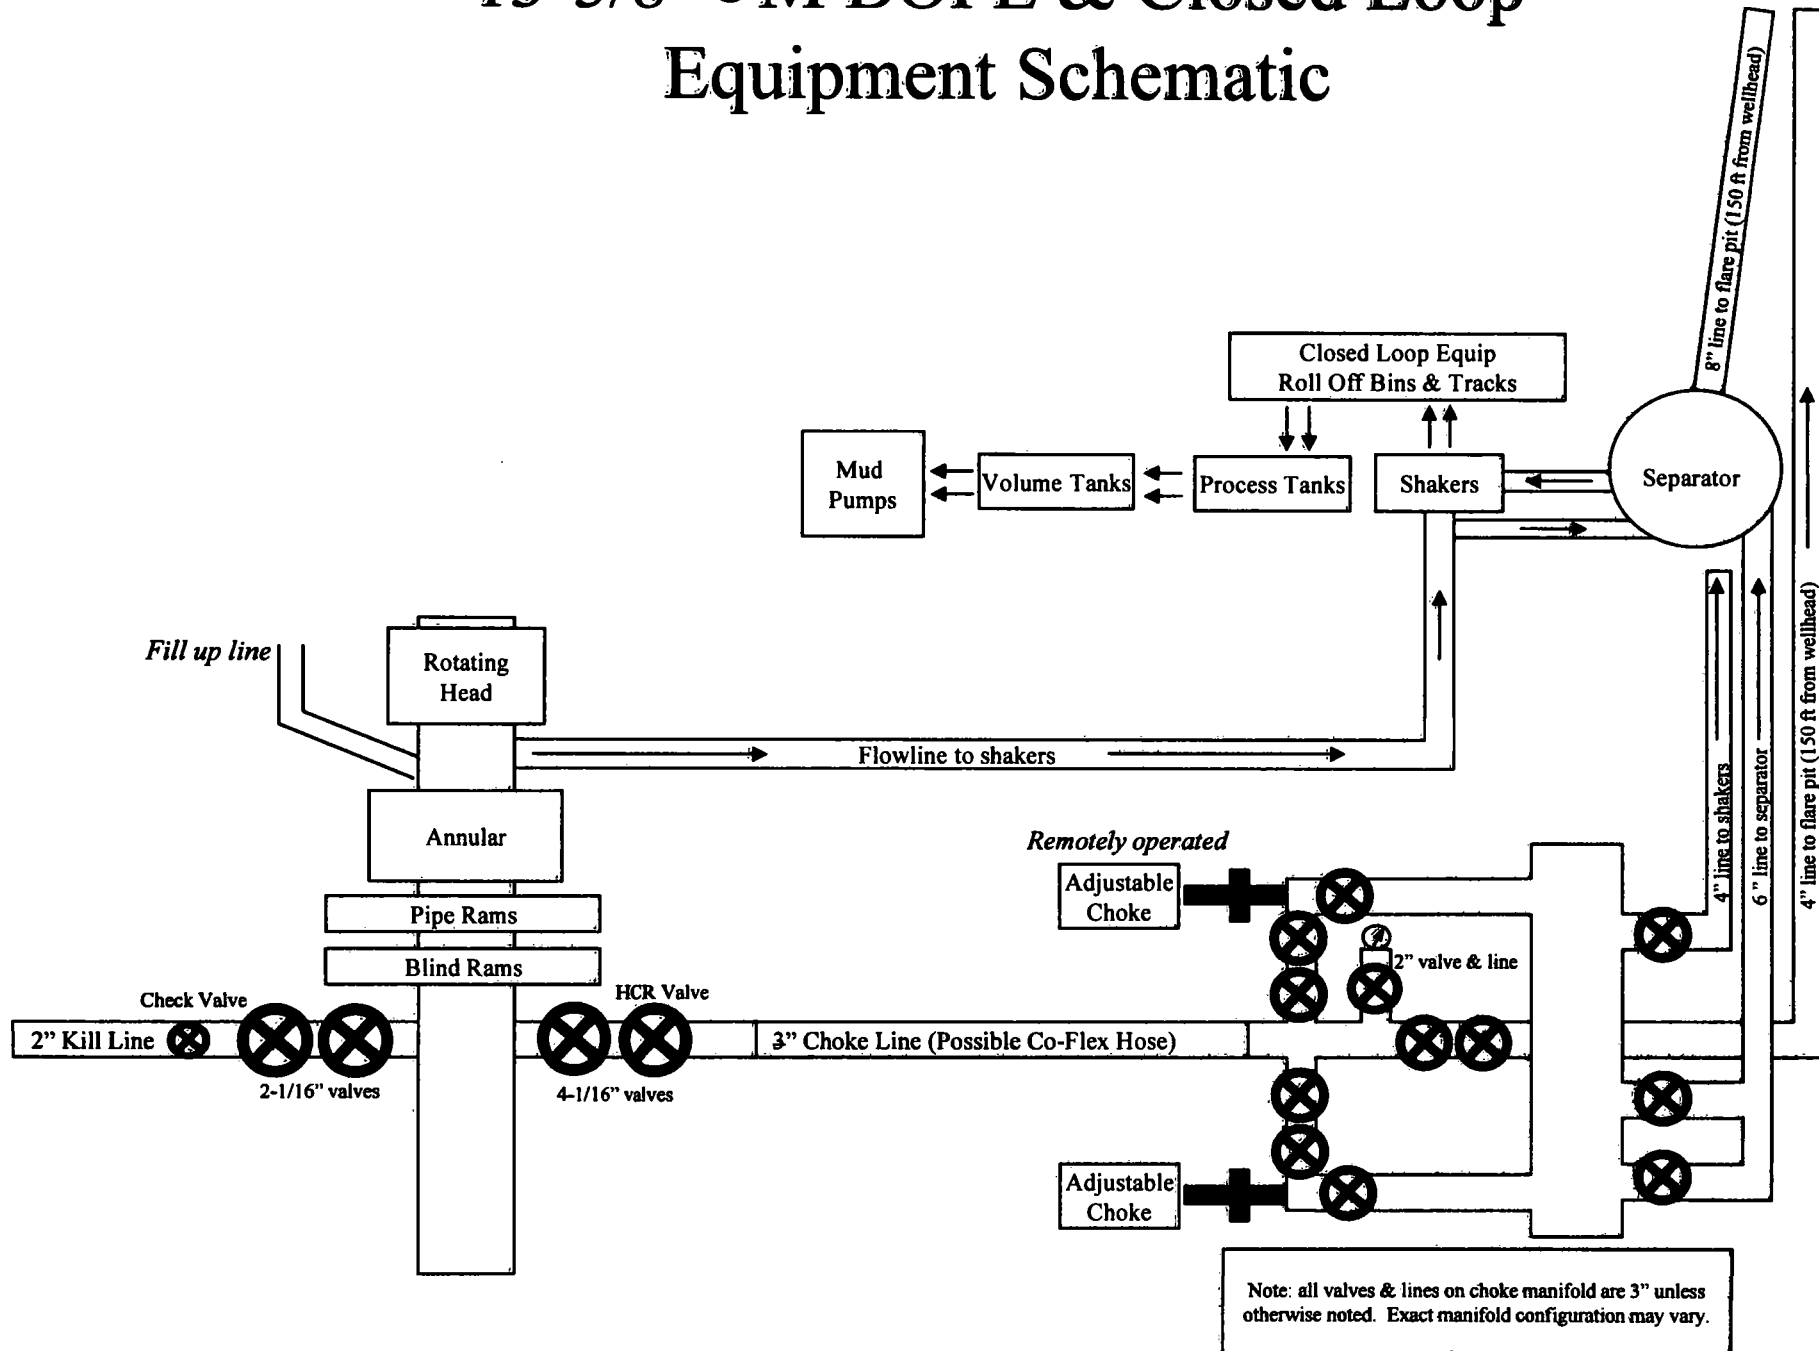 & Closed Loop
Equipment Schematic
8” line to flare pit (150 ft from wellhead)
Closed Loop Equip
Roll Off Bins & Tracks
Mud
Pumps
Volume Tanks
Process Tanks
Shakers
Separator
Fill up line
Rotating
Head
Flowline to shakers
Annular
Pipe Rams
Blind Rams
Check Valve
HCR Valve
2” Kill Line
2-1/16” valves
4-1/16” valves
3” Choke Line (Possible Co-Flex Hose)
Remotely operated
Adjustable
Choke
2” valve & line
Adjustable
Choke
4” line to shakers
6” line to separator
4” line to flare pit (150 ft from wellhead)
Note: all valves & lines on choke manifold are 3” unless
otherwise noted. Exact manifold configuration may vary.